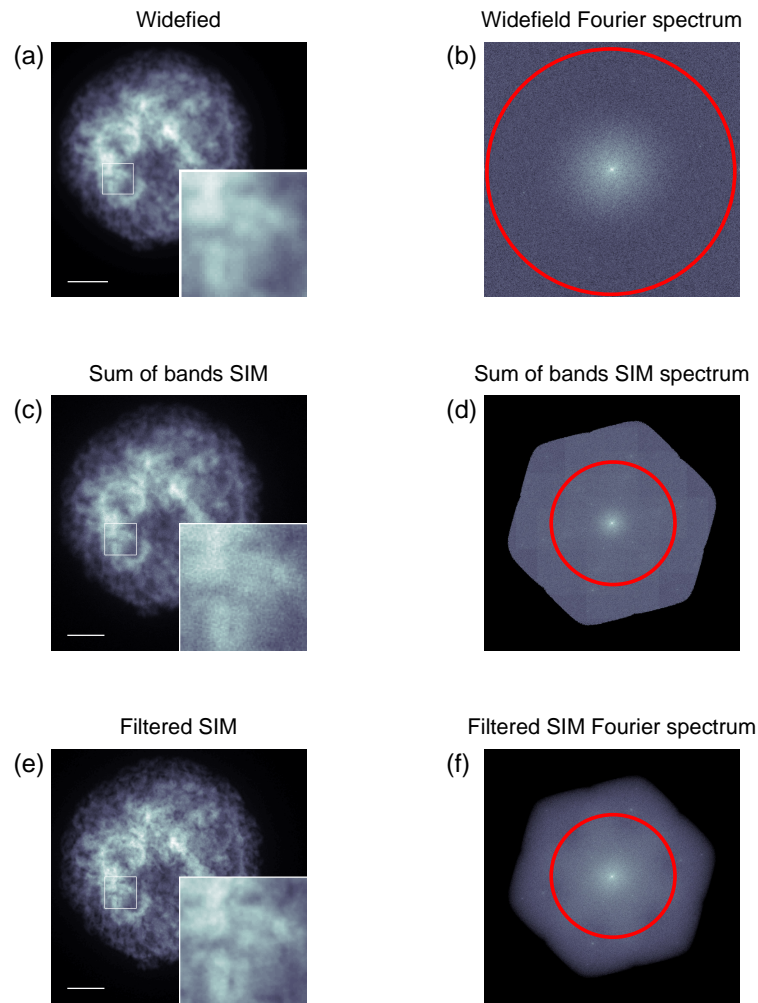 Widefied
Widefield Fourier spectrum
(a)
(b)
Sum of bands SIM
Sum of bands SIM spectrum
(c)
(d)
Filtered SIM
Filtered SIM Fourier spectrum
(e)
(f)